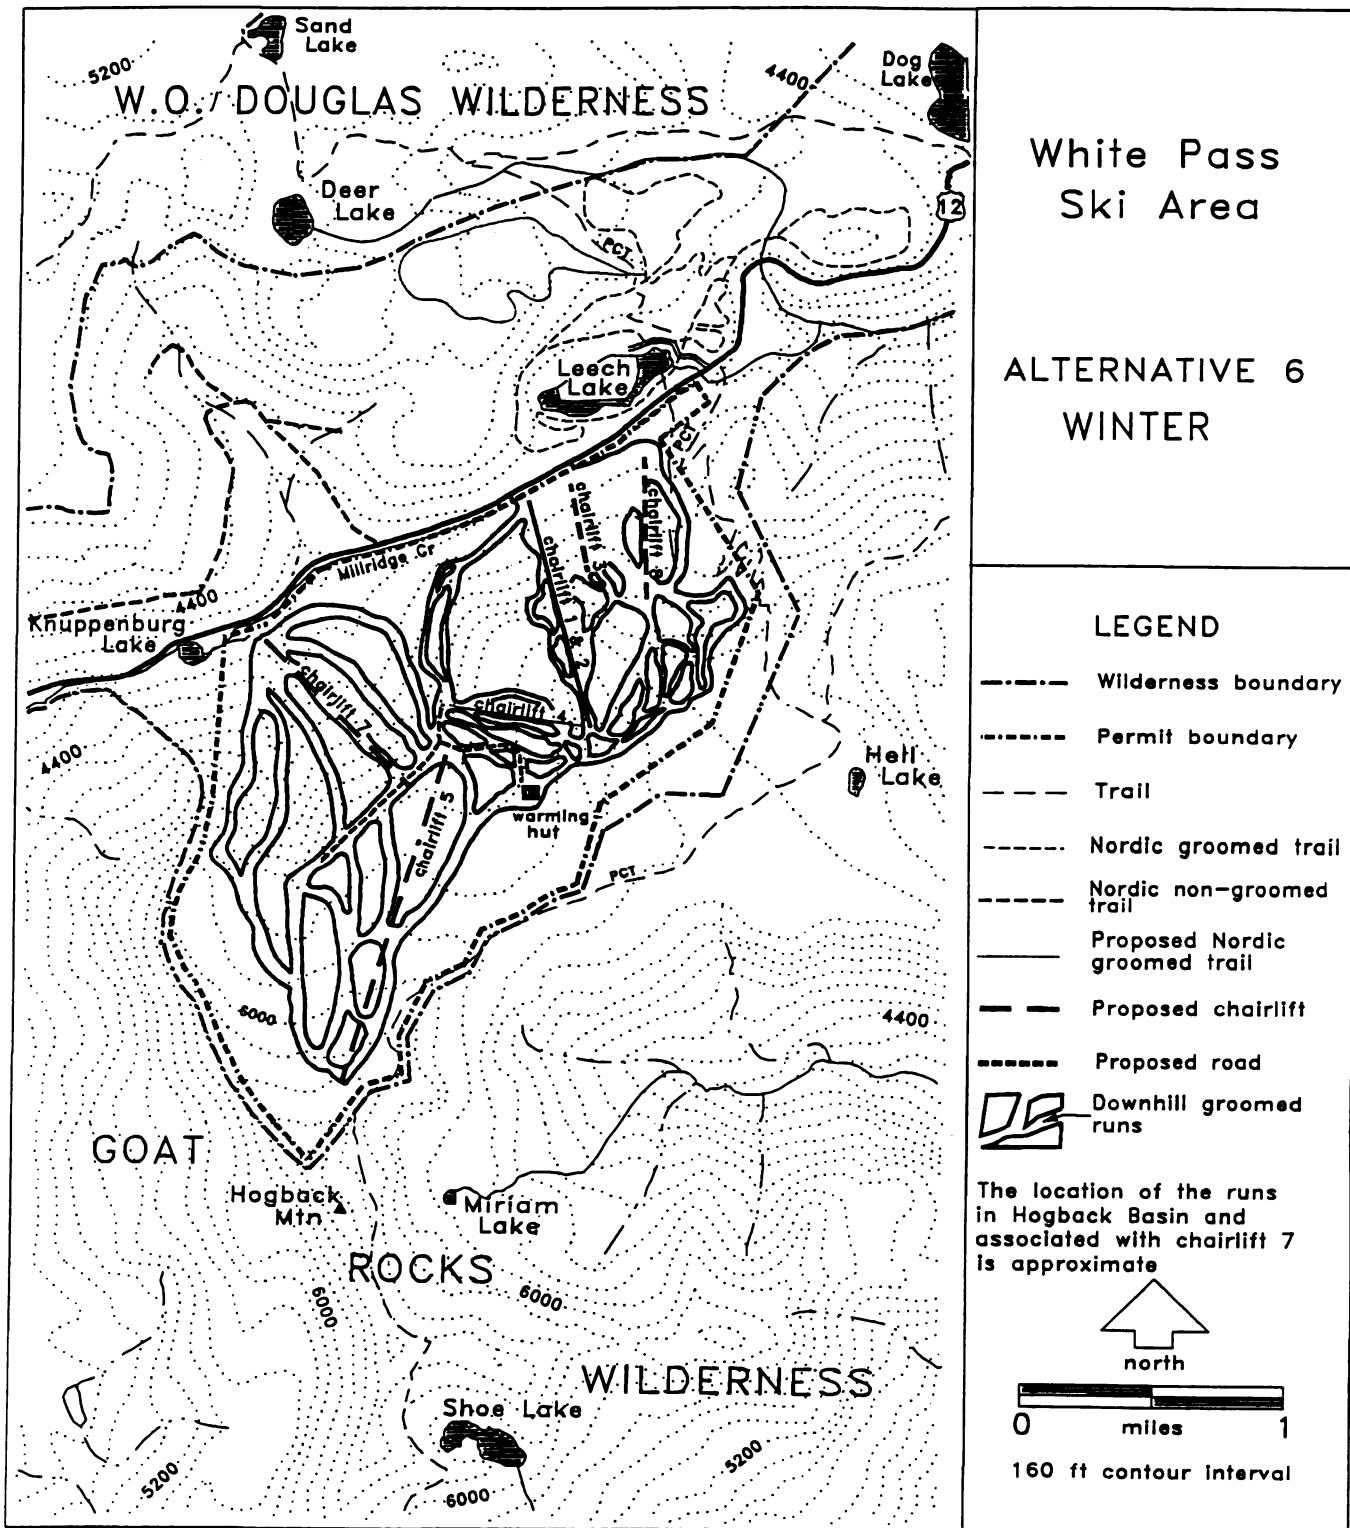 Sand
Lake
5200
W.O. DOUGLAS WILDERNESS
4400
Dog
Lake
Deer
Lake
12
PCT
Leech
Lake
PCT
Millridge Cr
4400
Knuppenburg
Lake
chairlift 3
chairlift 8
chairlift 1 & 2
chairlift 7
chairlift 4
chairlift 5
warming
hut
4400
Hell
Lake
PCT
6000
4400
GOAT
Hogback
Mtn
Miriam
Lake
ROCKS
6000
6000
WILDERNESS
Shoe Lake
5200
6000
5200
White Pass
Ski Area
ALTERNATIVE 6
WINTER
LEGEND
Wilderness boundary
Permit boundary
Trail
Nordic groomed trail
Nordic non-groomed
trail
Proposed Nordic
groomed trail
Proposed chairlift
Proposed road
Downhill groomed
runs
The location of the runs
in Hogback Basin and
associated with chairlift 7
is approximate
north
0 miles 1
160 ft contour interval